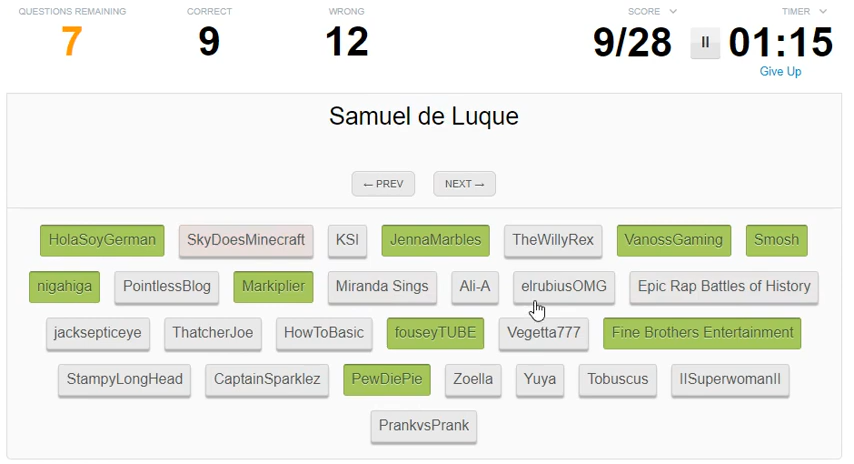 QUESTIONS REMAINING CORRECT WRONG SCORE TIMER
7 9 12 9/28 01:15
Give Up
Samuel de Luque
← PREV NEXT →
HolaSoyGerman SkyDoesMinecraft KSI JennaMarbles TheWillyRex VanossGaming Smosh
nigahiga PointlessBlog Markiplier Miranda Sings Ali-A elrubiusOMG Epic Rap Battles of History
jacksepticeye ThatcherJoe HowToBasic fouseyTUBE Vegetta777 Fine Brothers Entertainment
StampyLongHead CaptainSparklez PewDiePie Zoella Yuya Tobuscus IISuperwomanII
PrankvsPrank